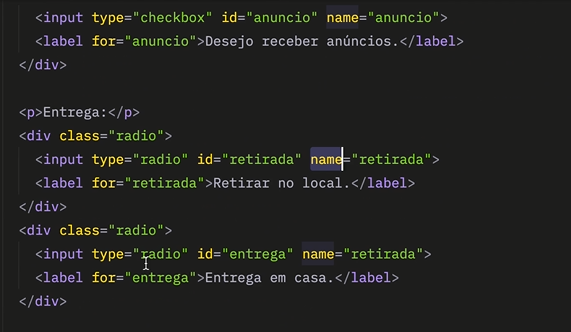 <input type="checkbox" id="anuncio" name="anuncio">
<label for="anuncio">Desejo receber anúncios.</label>
</div>
<p>Entrega:</p>
<div class="radio">
<input type="radio" id="retirada" name="retirada">
<label for="retirada">Retirar no local.</label>
</div>
<div class="radio">
<input type="radio" id="entrega" name="retirada">
<label for="entrega">Entrega em casa.</label>
</div>